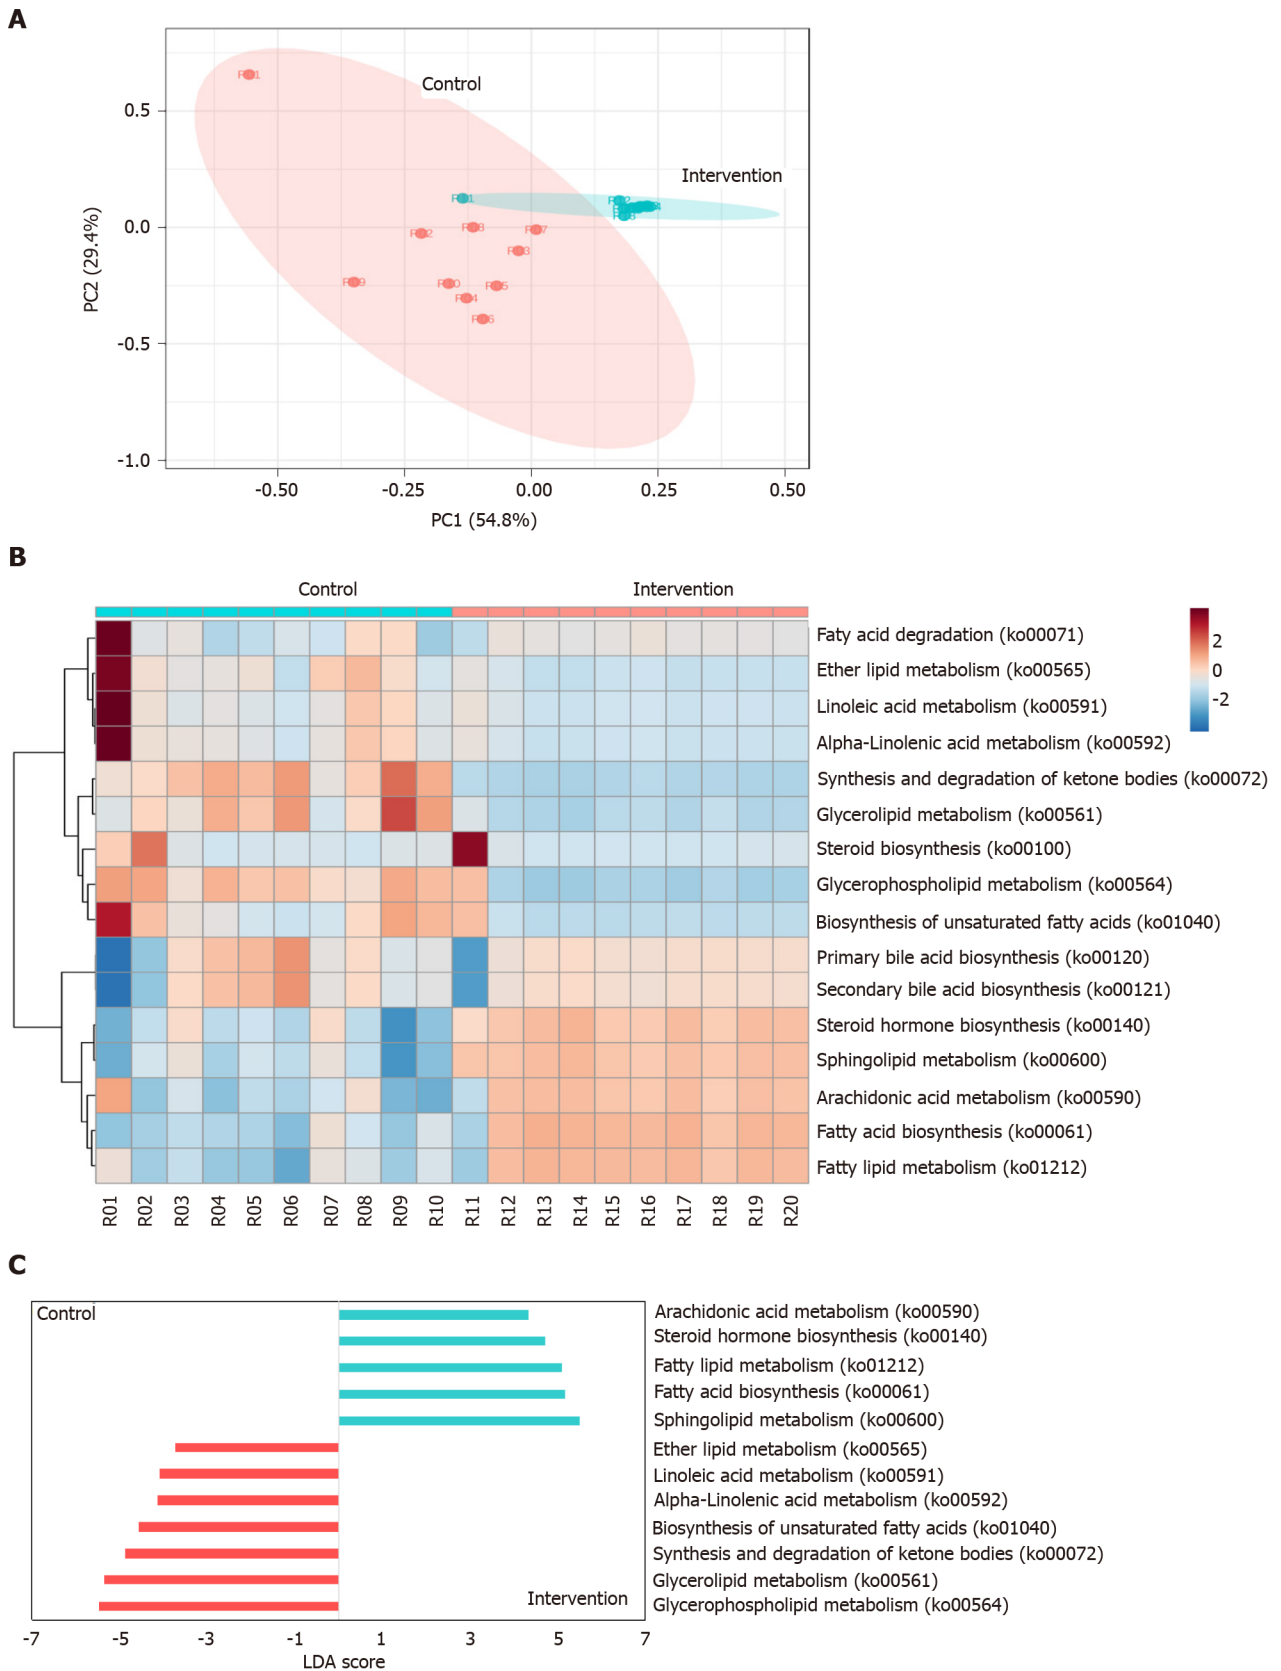 A
Control
Intervention
0.5
0.0
-0.5
-1.0
PC2 (29.4%)
-0.50
-0.25
0.00
0.25
0.50
PC1 (54.8%)
B
Control
Intervention
Faty acid degradation (ko00071)
Ether lipid metabolism (ko00565)
Linoleic acid metabolism (ko00591)
Alpha-Linolenic acid metabolism (ko00592)
Synthesis and degradation of ketone bodies (ko00072)
Glycerolipid metabolism (ko00561)
Steroid biosynthesis (ko00100)
Glycerophospholipid metabolism (ko00564)
Biosynthesis of unsaturated fatty acids (ko01040)
Primary bile acid biosynthesis (ko00120)
Secondary bile acid biosynthesis (ko00121)
Steroid hormone biosynthesis (ko00140)
Sphingolipid metabolism (ko00600)
Arachidonic acid metabolism (ko00590)
Fatty acid biosynthesis (ko00061)
Fatty lipid metabolism (ko01212)
2
0
-2
R01
R02
R03
R04
R05
R06
R07
R08
R09
R10
R11
R12
R13
R14
R15
R16
R17
R18
R19
R20
C
Control
Arachidonic acid metabolism (ko00590)
Steroid hormone biosynthesis (ko00140)
Fatty lipid metabolism (ko01212)
Fatty acid biosynthesis (ko00061)
Sphingolipid metabolism (ko00600)
Ether lipid metabolism (ko00565)
Linoleic acid metabolism (ko00591)
Alpha-Linolenic acid metabolism (ko00592)
Biosynthesis of unsaturated fatty acids (ko01040)
Synthesis and degradation of ketone bodies (ko00072)
Glycerolipid metabolism (ko00561)
Glycerophospholipid metabolism (ko00564)
Intervention
-7
-5
-3
-1
1
3
5
7
LDA score